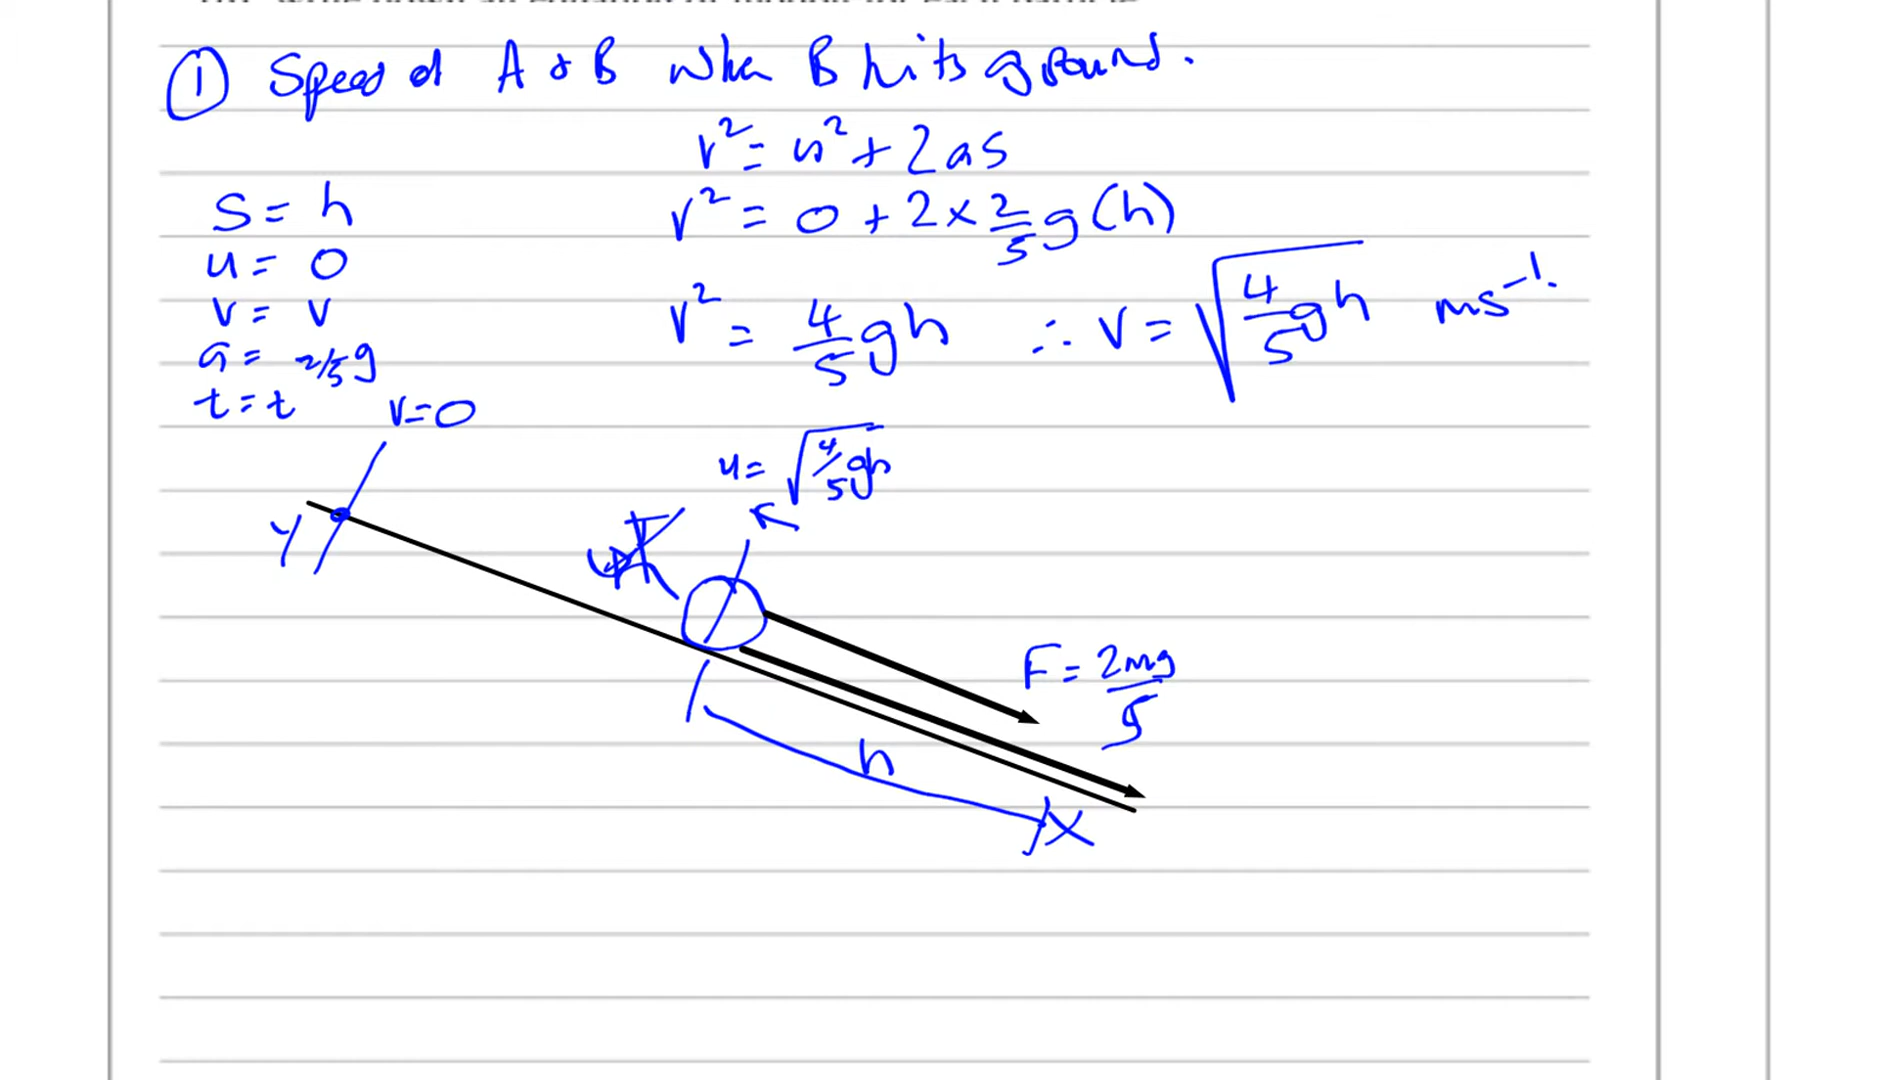 ① Speed of A & B when B hits ground.
v² = u² + 2as
s = h
v² = 0 + 2 × 2/5 g (h)
u = 0
v = v
v² = 4/5 gh ∴ v = √(4/5 gh) ms⁻¹.
a = 2/5 g
t = t
v = 0
u = √(4/5 gh)
Y
F = 2mg/5
h
X